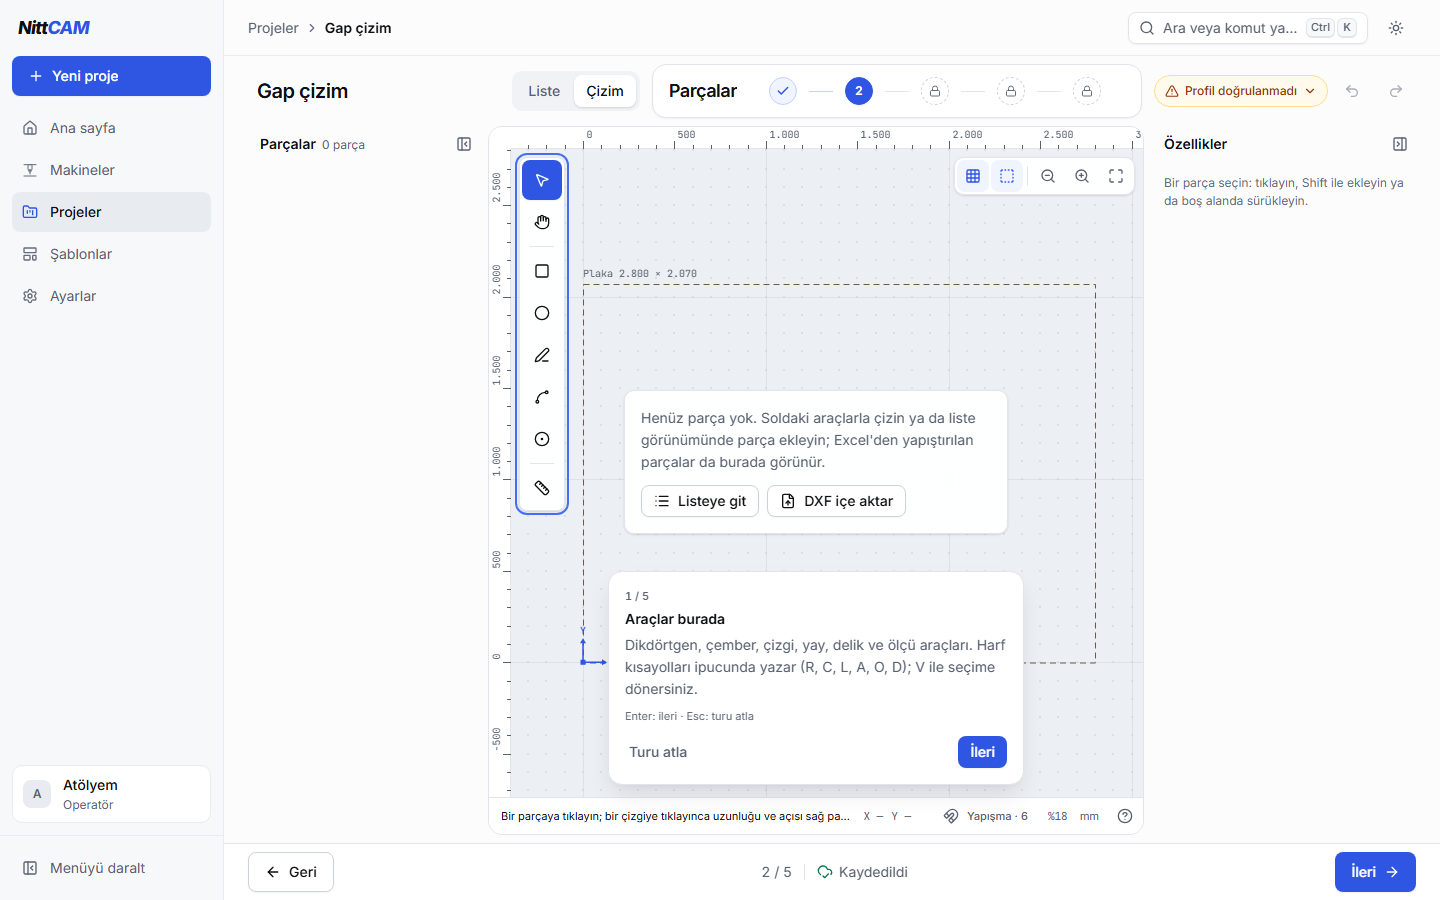 NittCAM
Yeni proje
Ana sayfa
Makineler
Projeler
Şablonlar
Ayarlar
A
Atölyem
Operatör
Menüyü daralt
Projeler > Gap çizim
Ara veya komut ya... Ctrl K
Gap çizim
Liste Çizim
Parçalar
2
Profil doğrulanmadı
Parçalar 0 parça
0 500 1.000 1.500 2.000 2.500 3
2.500
2.000
1.500
1.000
500
0
-500
Plaka 2.800 × 2.070
Henüz parça yok. Soldaki araçlarla çizin ya da liste
görünümünde parça ekleyin; Excel'den yapıştırılan
parçalar da burada görünür.
Listeye git
DXF içe aktar
Y
1 / 5
Araçlar burada
Dikdörtgen, çember, çizgi, yay, delik ve ölçü araçları. Harf
kısayolları ipucunda yazar (R, C, L, A, O, D); V ile seçime
dönersiniz.
Enter: ileri · Esc: turu atla
Turu atla
İleri
Bir parçaya tıklayın; bir çizgiye tıklayınca uzunluğu ve açısı sağ pa... X — Y — Yapışma · 6 %18 mm
Özellikler
Bir parça seçin: tıklayın, Shift ile ekleyin ya
da boş alanda sürükleyin.
Geri
2 / 5
Kaydedildi
İleri